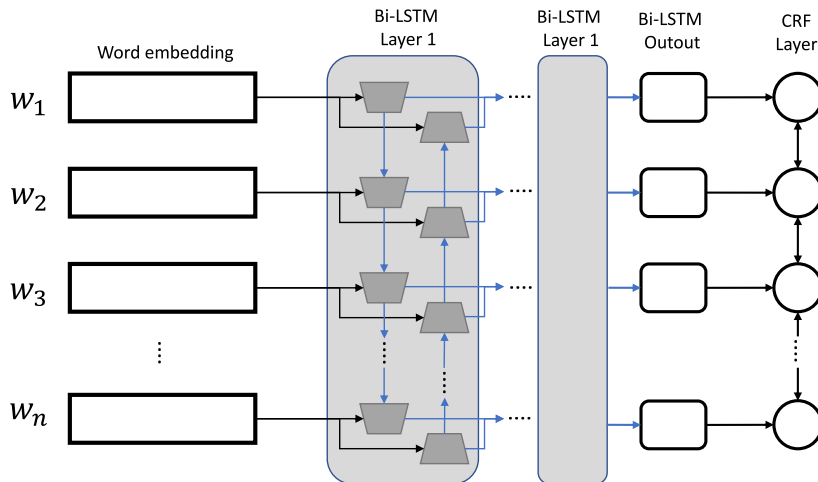 Bi-LSTM
Layer 1
Bi-LSTM
Layer 1
Bi-LSTM
Outout
CRF
Layer
Word embedding
w₁
w₂
w₃
wₙ